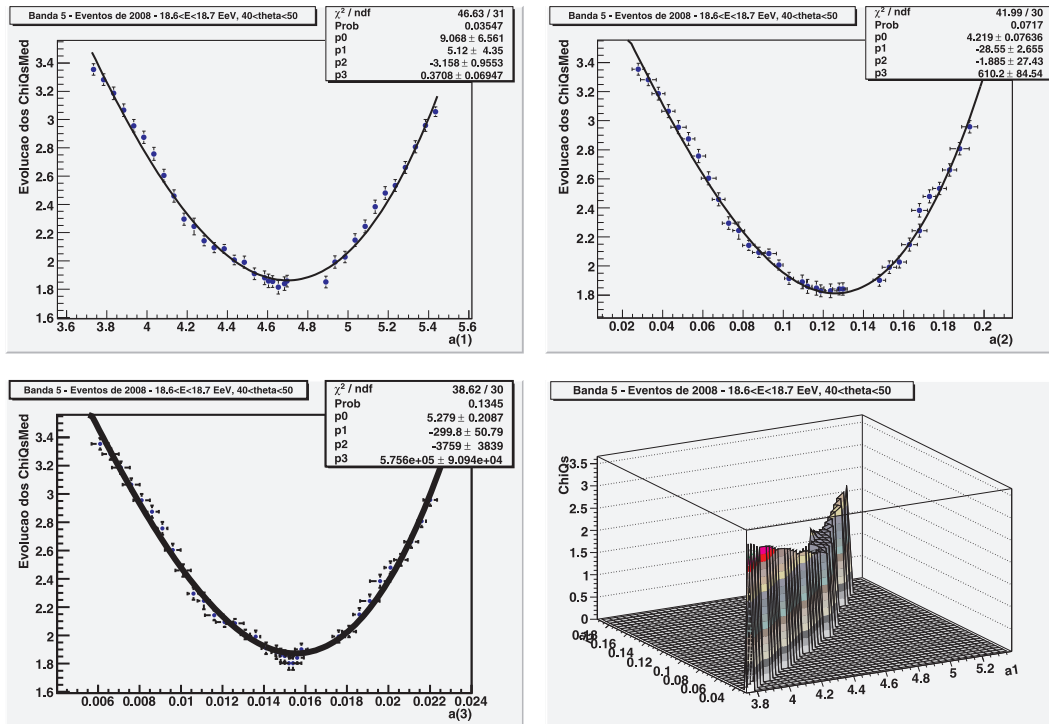 Banda 5 - Eventos de 2008 - 18.6<E<18.7 EeV, 40<theta<50
χ² / ndf 46.63 / 31
Prob 0.03547
p0 9.068 ± 6.561
p1 5.12 ± 4.35
p2 -3.158 ± 0.9553
p3 0.3708 ± 0.06947
Evolucao dos ChiQsMed
3.4
3.2
3
2.8
2.6
2.4
2.2
2
1.8
1.6
3.6 3.8 4 4.2 4.4 4.6 4.8 5 5.2 5.4 5.6
a(1)
Banda 5 - Eventos de 2008 - 18.6<E<18.7 EeV, 40<theta<50
χ² / ndf 41.99 / 30
Prob 0.0717
p0 4.219 ± 0.07636
p1 -28.55 ± 2.655
p2 -1.885 ± 27.43
p3 610.2 ± 84.54
Evolucao dos ChiQsMed
3.4
3.2
3
2.8
2.6
2.4
2.2
2
1.8
0.02 0.04 0.06 0.08 0.1 0.12 0.14 0.16 0.18 0.2
a(2)
Banda 5 - Eventos de 2008 - 18.6<E<18.7 EeV, 40<theta<50
χ² / ndf 38.62 / 30
Prob 0.1345
p0 5.279 ± 0.2087
p1 -299.8 ± 50.79
p2 -3759 ± 3839
p3 5.756e+05 ± 9.094e+04
Evolucao dos ChiQsMed
3.4
3.2
3
2.8
2.6
2.4
2.2
2
1.8
1.6
0.006 0.008 0.01 0.012 0.014 0.016 0.018 0.02 0.022 0.024
a(3)
Banda 5 - Eventos de 2008 - 18.6<E<18.7 EeV, 40<theta<50
ChiQs
3.5
3
2.5
2
1.5
1
0.5
0
0.18
0.16
0.14
0.12
0.1
0.08
0.06
0.04
3.8 4 4.2 4.4 4.6 4.8 5 5.2
a1